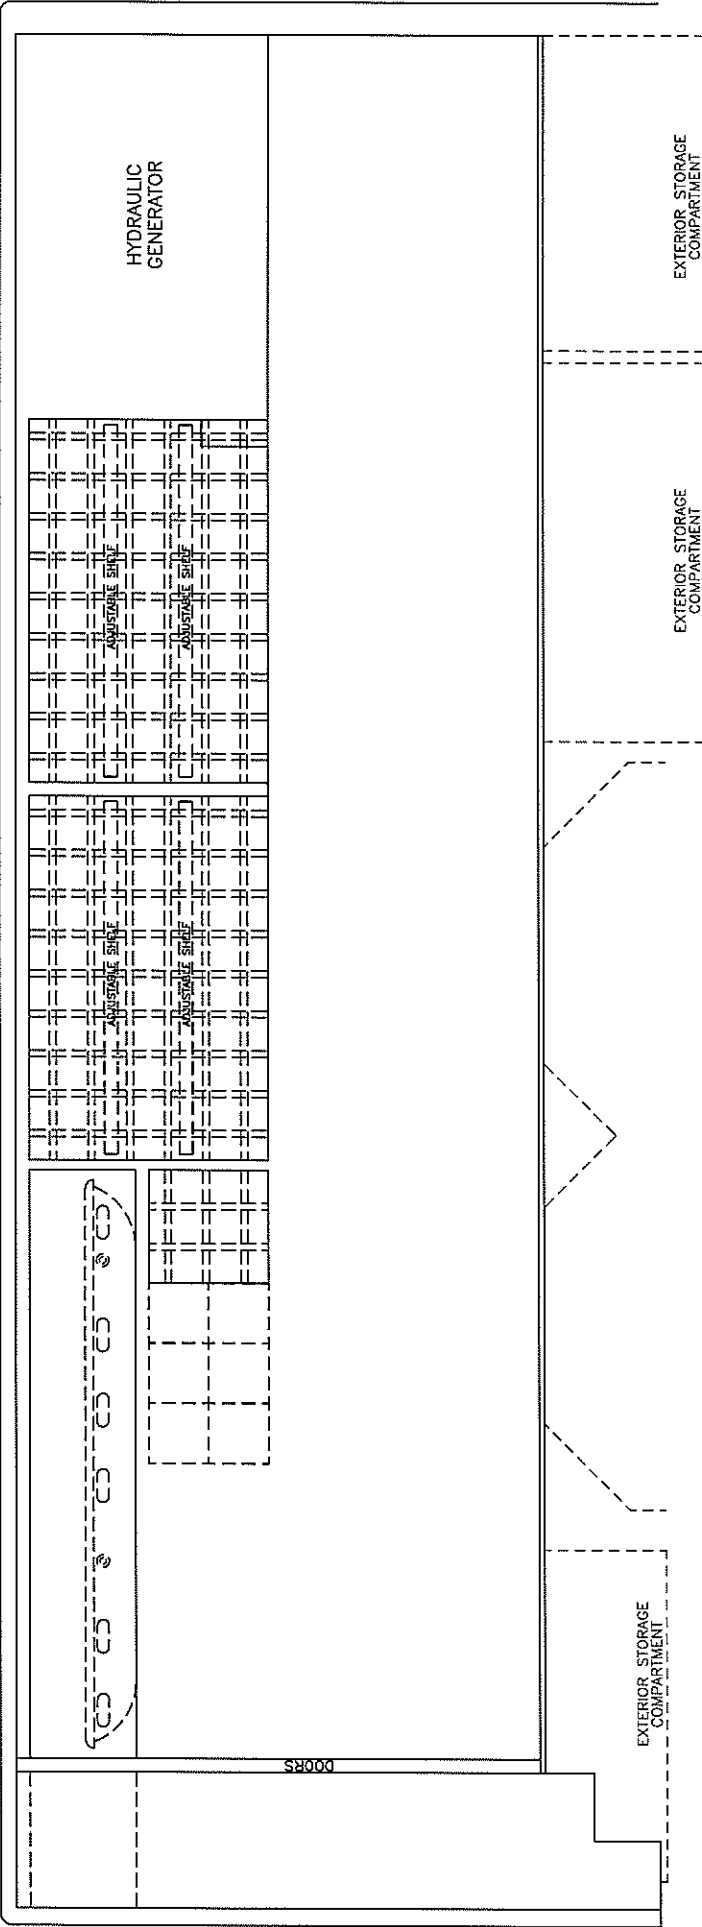 HYDRAULIC
GENERATOR
EXTERIOR STORAGE
COMPARTMENT
ADJUSTABLE SHELF
ADJUSTABLE SHELF
EXTERIOR STORAGE
COMPARTMENT
ADJUSTABLE SHELF
ADJUSTABLE SHELF
EXTERIOR STORAGE
COMPARTMENT
DOORS